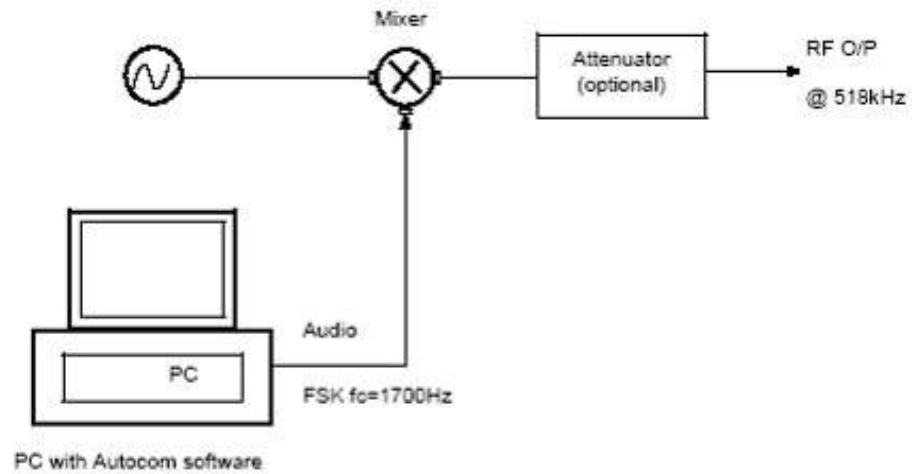 Mixer
Attenuator
(optional)
RF O/P
@ 518kHz
PC
Audio
FSK fc=1700Hz
PC with Autocom software